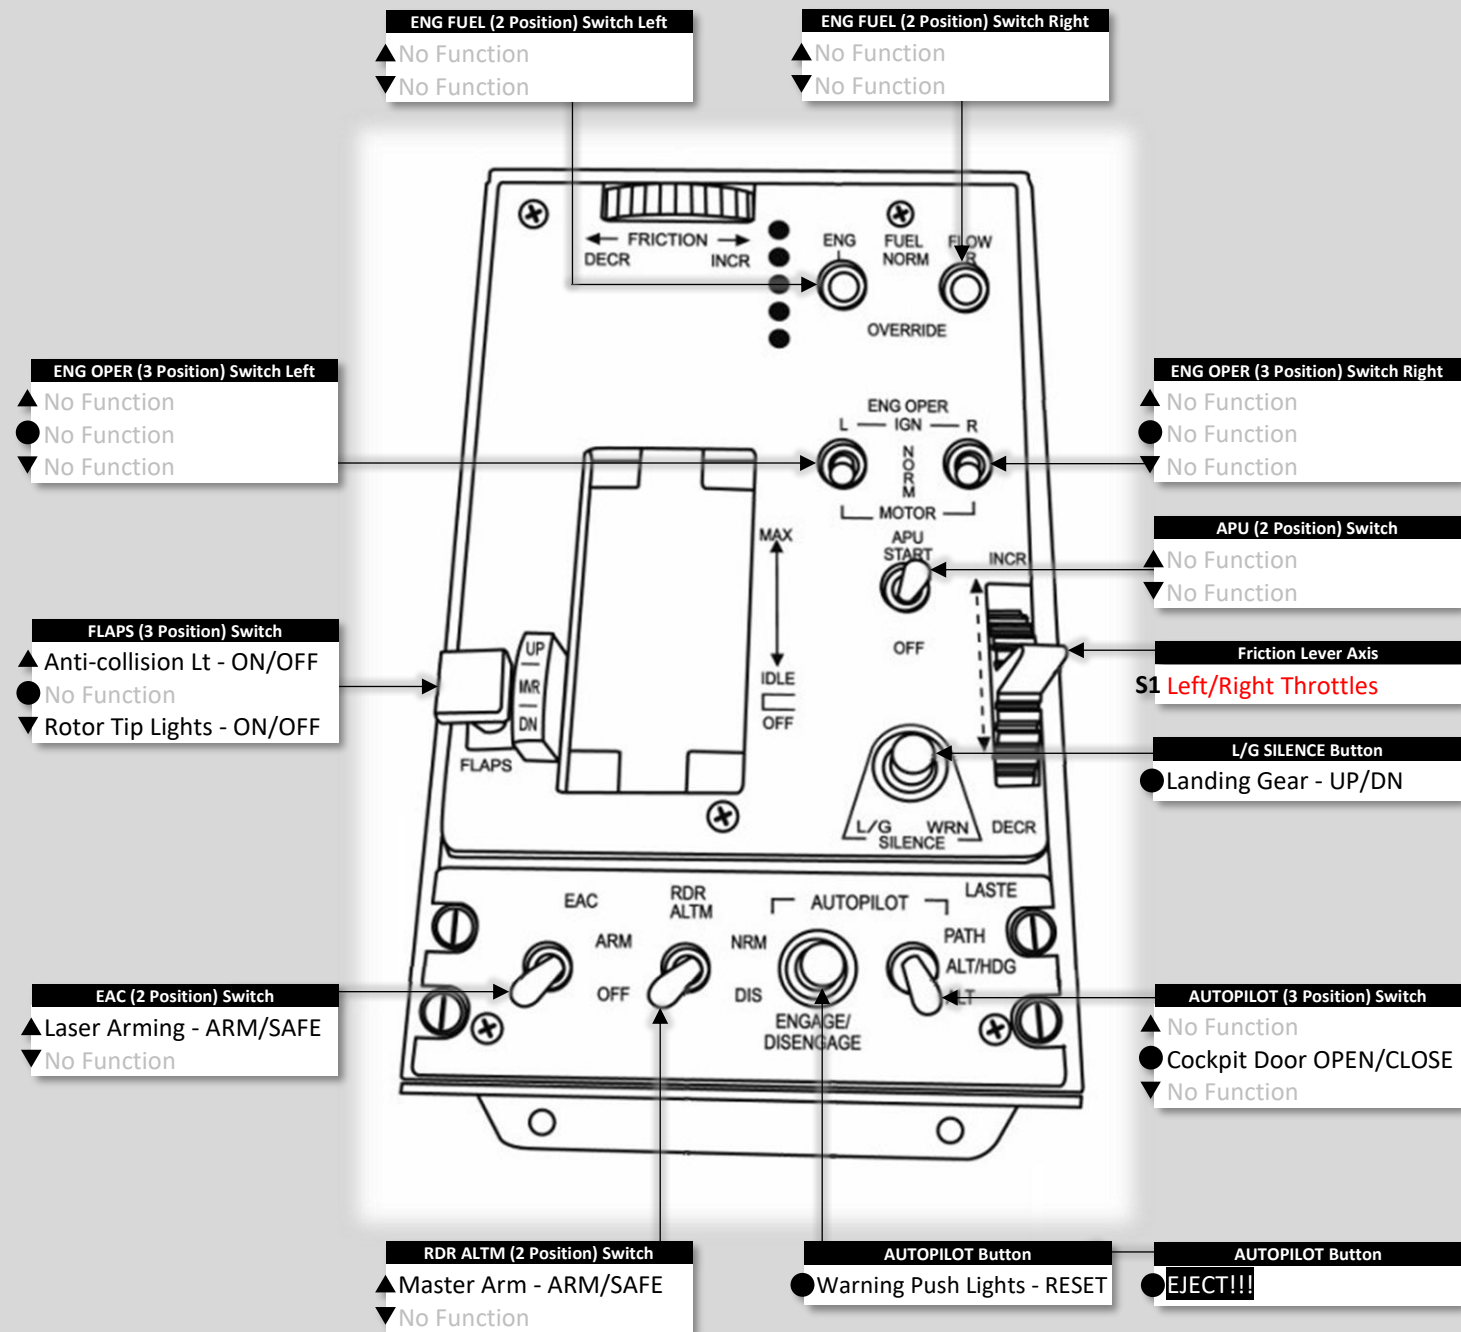 ENG FUEL (2 Position) Switch Left
No Function
No Function
ENG FUEL (2 Position) Switch Right
No Function
No Function
FRICTION
DECR INCR
ENG FUEL FLOW
L NORM R
OVERRIDE
ENG OPER (3 Position) Switch Left
No Function
No Function
No Function
ENG OPER (3 Position) Switch Right
No Function
No Function
No Function
ENG OPER
L IGN R
NORM
MOTOR
APU
START
OFF
APU (2 Position) Switch
No Function
No Function
MAX
IDLE
OFF
INCR
DECR
FLAPS (3 Position) Switch
Anti-collision Lt - ON/OFF
No Function
Rotor Tip Lights - ON/OFF
UP
MVR
DN
FLAPS
Friction Lever Axis
S1 Left/Right Throttles
L/G SILENCE Button
Landing Gear - UP/DN
L/G WRN
SILENCE
EAC
ARM
OFF
RDR
ALTM
NRM
DIS
AUTOPILOT
ENGAGE/
DISENGAGE
LASTE
PATH
ALT/HDG
ALT
EAC (2 Position) Switch
Laser Arming - ARM/SAFE
No Function
AUTOPILOT (3 Position) Switch
No Function
Cockpit Door OPEN/CLOSE
No Function
RDR ALTM (2 Position) Switch
Master Arm - ARM/SAFE
No Function
AUTOPILOT Button
Warning Push Lights - RESET
AUTOPILOT Button
EJECT!!!